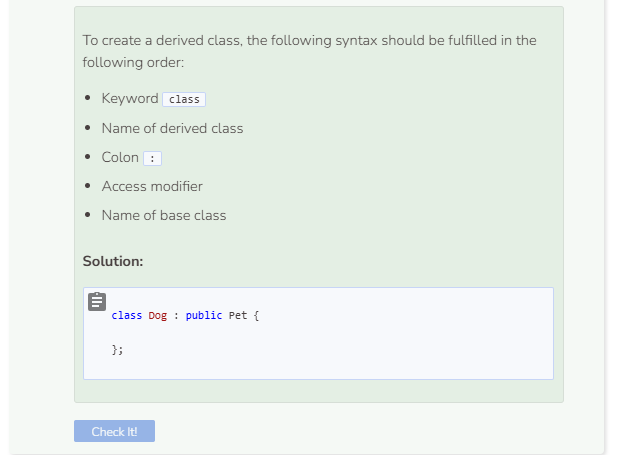 To create a derived class, the following syntax should be fulfilled in the
following order:
Keyword class
Name of derived class
Colon :
Access modifier
Name of base class
Solution:
class Dog : public Pet {
};
Check It!